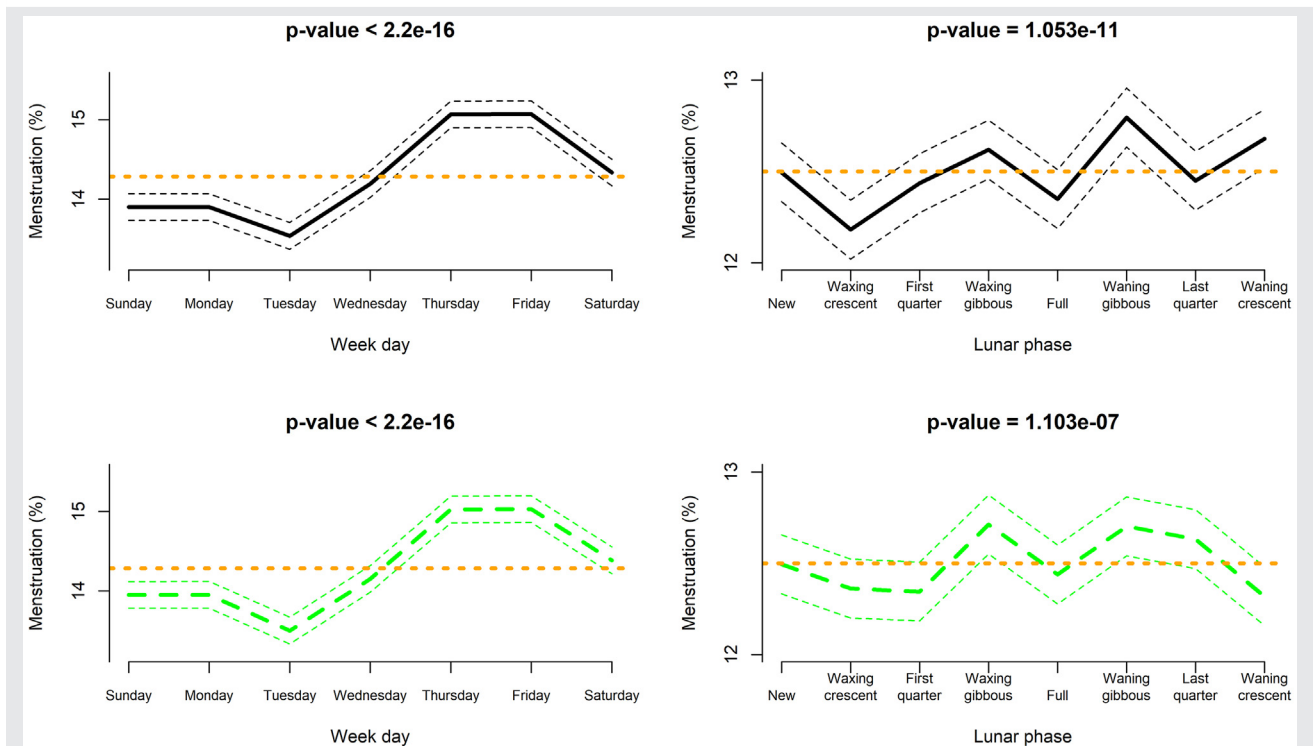 p-value < 2.2e-16
Menstruation (%)
15
14
Sunday Monday Tuesday Wednesday Thursday Friday Saturday
Week day
p-value = 1.053e-11
Menstruation (%)
13
12
New Waxing crescent First quarter Waxing gibbous Full Waning gibbous Last quarter Waning crescent
Lunar phase
p-value < 2.2e-16
Menstruation (%)
15
14
Sunday Monday Tuesday Wednesday Thursday Friday Saturday
Week day
p-value = 1.103e-07
Menstruation (%)
13
12
New Waxing crescent First quarter Waxing gibbous Full Waning gibbous Last quarter Waning crescent
Lunar phase